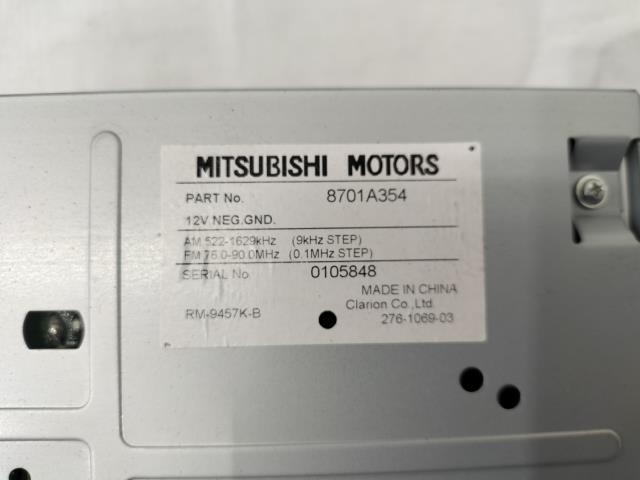 MITSUBISHI MOTORS
PART No. 8701A354
12V NEG.GND.
AM 522-1629kHz (9kHz STEP)
FM 76.0-90.0MHz (0.1MHz STEP)
SERIAL No 0105848
MADE IN CHINA
Clarion Co.,Ltd.
RM-9457K-B 276-1069-03